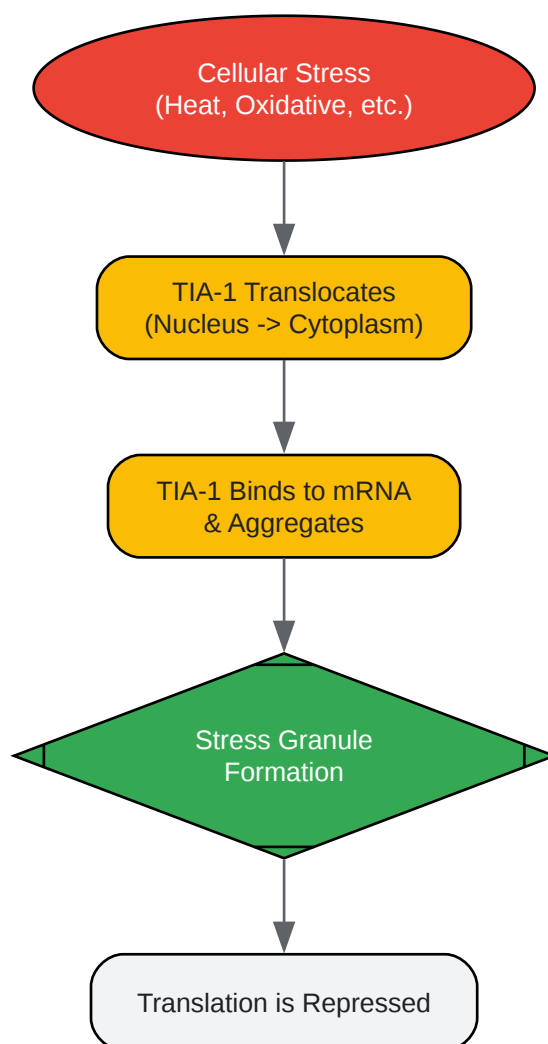 Cellular Stress
(Heat, Oxidative, etc.)
TIA-1 Translocates
(Nucleus -> Cytoplasm)
TIA-1 Binds to mRNA
& Aggregates
Stress Granule
Formation
Translation is Repressed